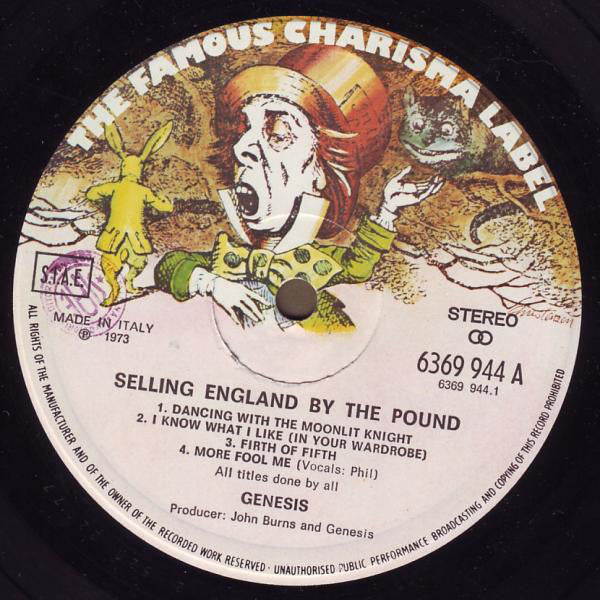 THE FAMOUS CHARISMA LABEL
S.I.A.E.
MADE IN ITALY
℗ 1973
STEREO
6369 944 A
6369 944.1
SELLING ENGLAND BY THE POUND
1. DANCING WITH THE MOONLIT KNIGHT
2. I KNOW WHAT I LIKE (IN YOUR WARDROBE)
3. FIRTH OF FIFTH
4. MORE FOOL ME (Vocals: Phil)
All titles done by all
GENESIS
Producer: John Burns and Genesis
ALL RIGHTS OF THE MANUFACTURER AND OF THE OWNER OF THE RECORDED WORK RESERVED · UNAUTHORISED PUBLIC PERFORMANCE BROADCASTING AND COPYING OF THIS RECORD PROHIBITED